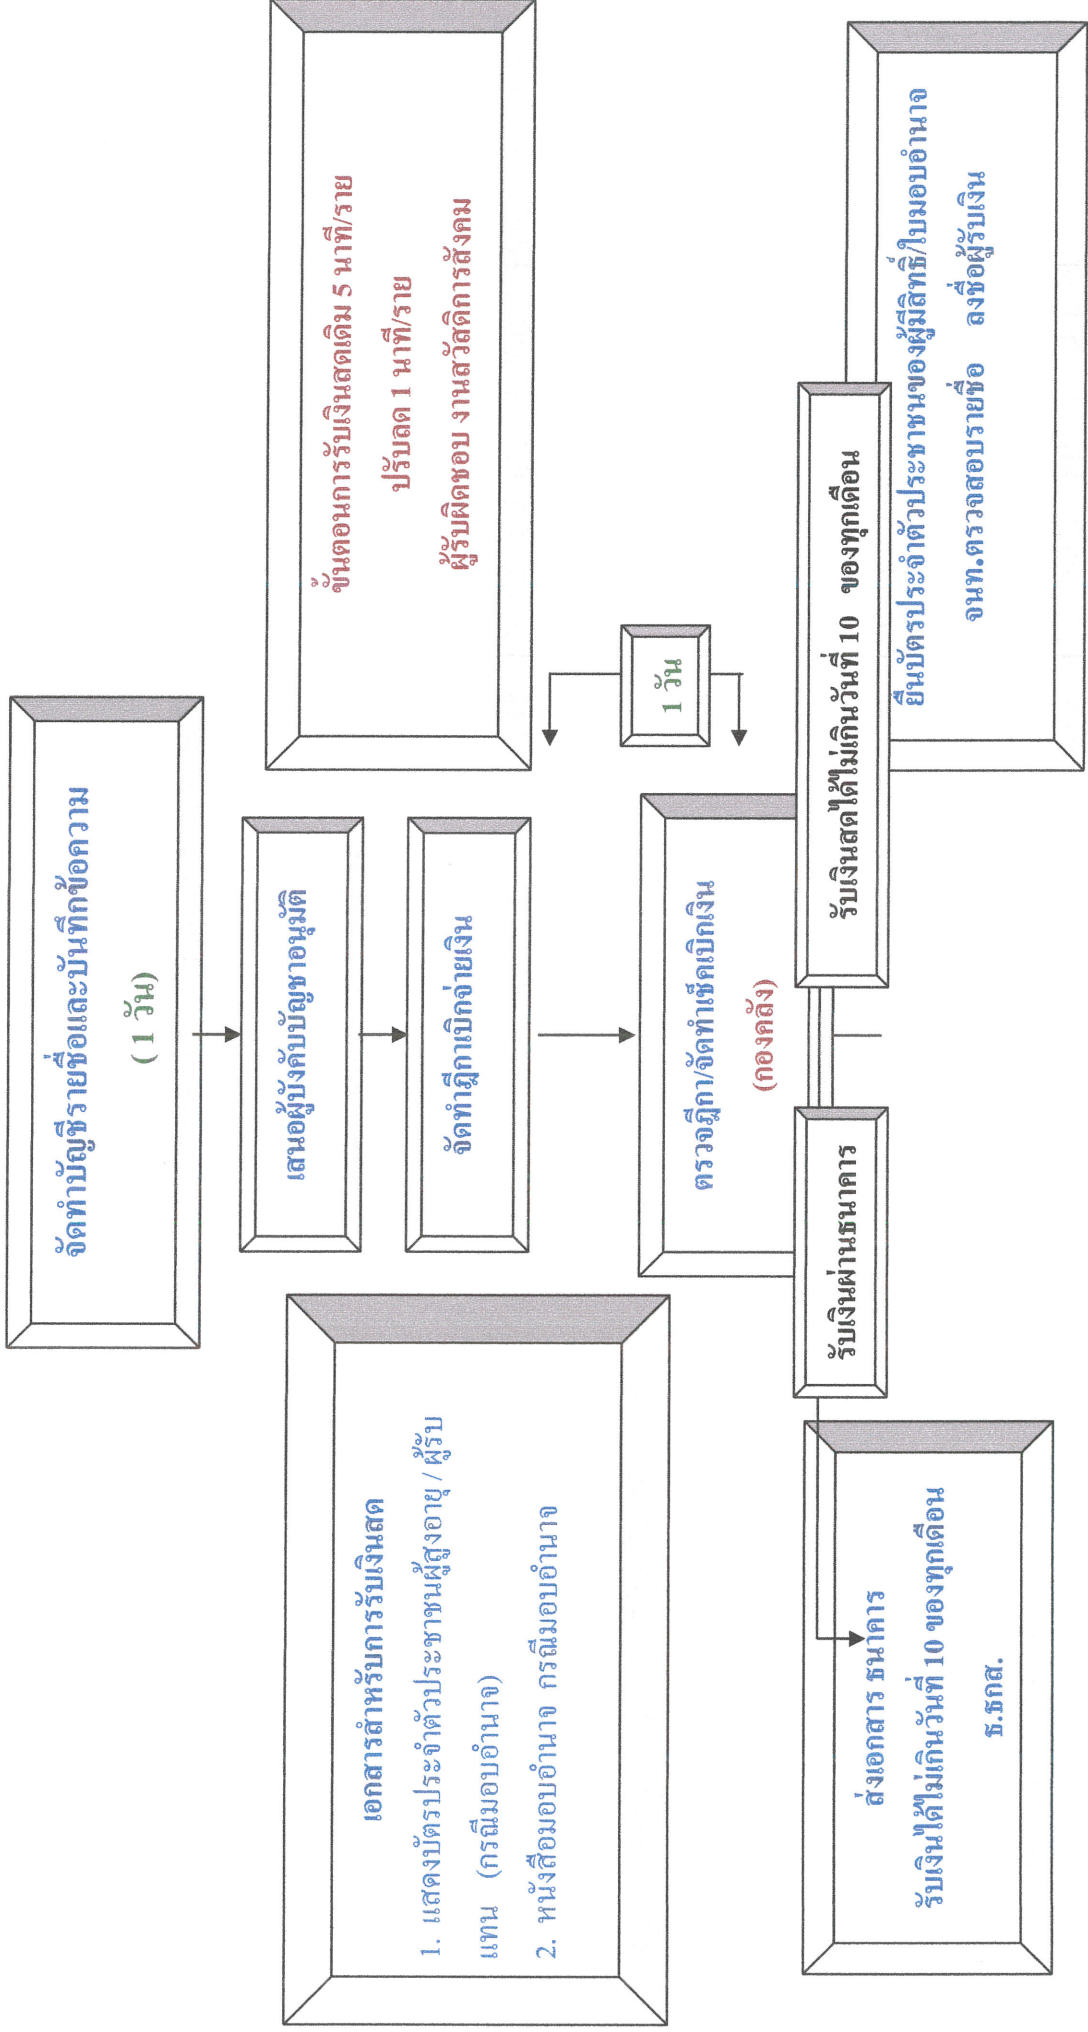 จัดทำบัญชีรายชื่อและบันทึกข้อความ
( 1 วัน)
เสนอผู้บังคับบัญชาอนุมัติ
จัดทำฎีกาเบิกจ่ายเงิน
ขั้นตอนการรับเงินสดเดิม 5 นาที/ราย
ปรับลด 1 นาที/ราย
ผู้รับผิดชอบ งานสวัสดิการสังคม
เอกสารสำหรับการรับเงินสด
1. แสดงบัตรประจำตัวประชาชนผู้สูงอายุ / ผู้รับ
แทน (กรณีมอบอำนาจ)
2. หนังสือมอบอำนาจ กรณีมอบอำนาจ
1 วัน
ตรวจฎีกา/จัดทำเช็คเบิกเงิน
(กองคลัง)
รับเงินผ่านธนาคาร
รับเงินสดได้ไม่เกินวันที่ 10 ของทุกเดือน
ส่งเอกสาร ธนาคาร
รับเงินได้ไม่เกินวันที่ 10 ของทุกเดือน
ธ.ธกส.
ยื่นบัตรประจำตัวประชาชนของผู้มีสิทธิ์/ใบมอบอำนาจ
จนท.ตรวจสอบรายชื่อ ลงชื่อผู้รับเงิน